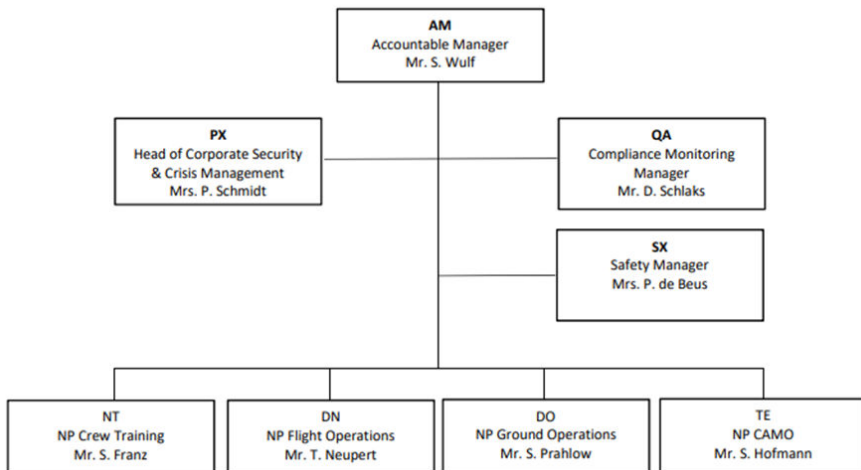 AM
Accountable Manager
Mr. S. Wulf
PX
Head of Corporate Security
& Crisis Management
Mrs. P. Schmidt
QA
Compliance Monitoring
Manager
Mr. D. Schlaks
SX
Safety Manager
Mrs. P. de Beus
NT
NP Crew Training
Mr. S. Franz
DN
NP Flight Operations
Mr. T. Neupert
DO
NP Ground Operations
Mr. S. Prahlow
TE
NP CAMO
Mr. S. Hofmann